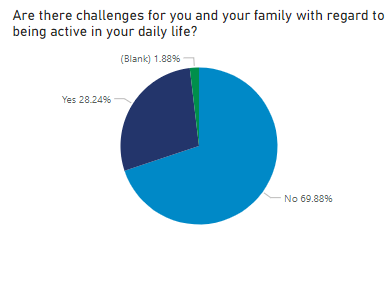 Are there challenges for you and your family with regard to
being active in your daily life?
(Blank) 1.88%
Yes 28.24%
No 69.88%